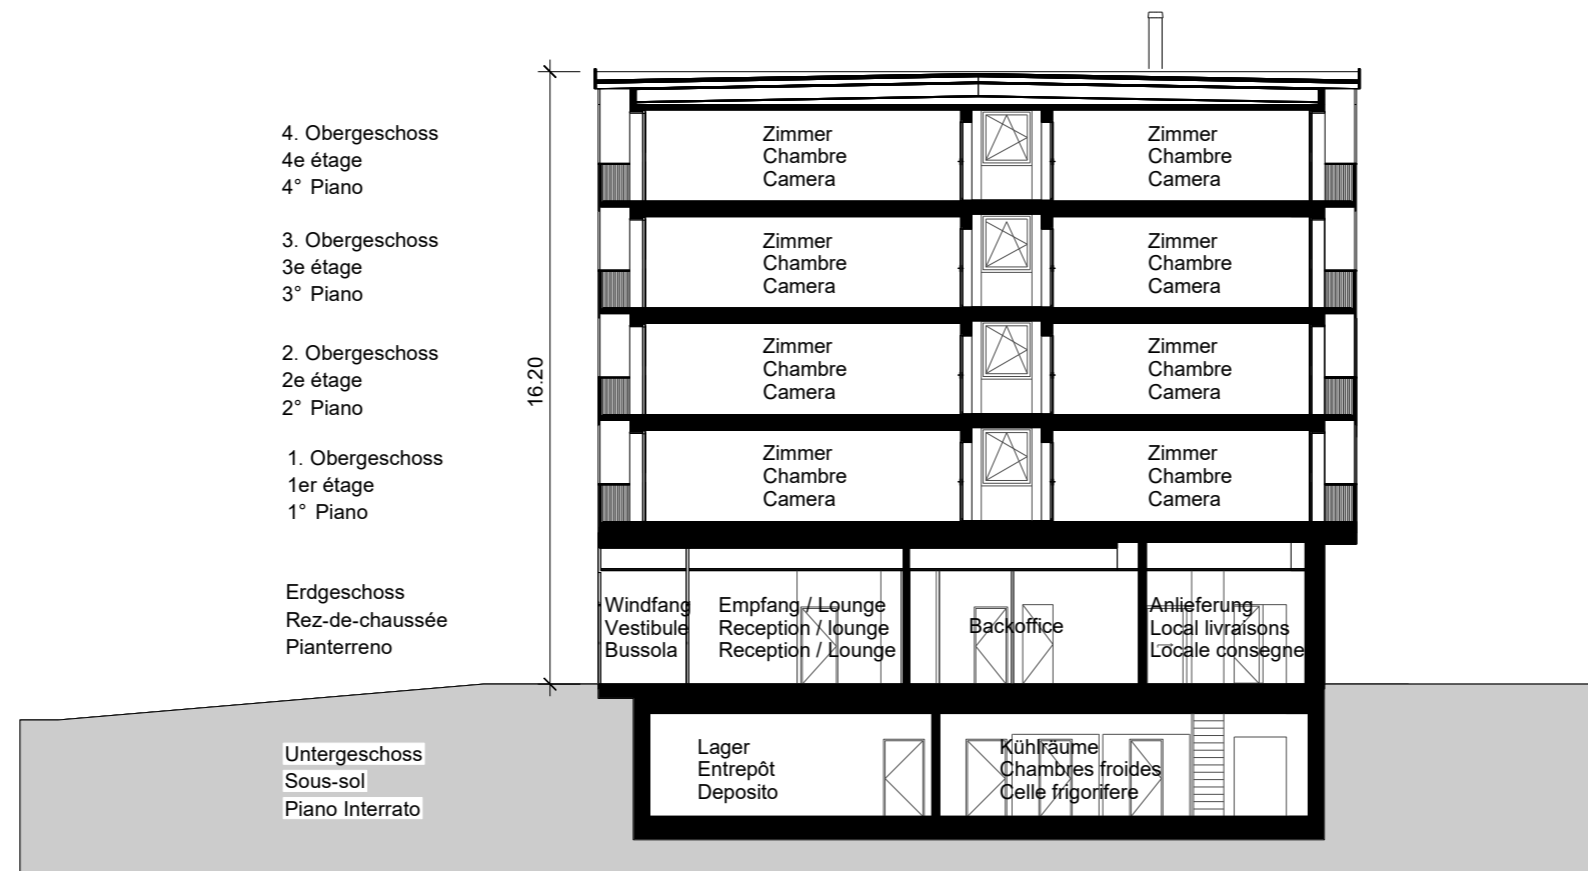 4. Obergeschoss
4e étage
4° Piano
Zimmer
Chambre
Camera
Zimmer
Chambre
Camera
3. Obergeschoss
3e étage
3° Piano
Zimmer
Chambre
Camera
Zimmer
Chambre
Camera
2. Obergeschoss
2e étage
2° Piano
16.20
Zimmer
Chambre
Camera
Zimmer
Chambre
Camera
1. Obergeschoss
1er étage
1° Piano
Zimmer
Chambre
Camera
Zimmer
Chambre
Camera
Erdgeschoss
Rez-de-chaussée
Pianterreno
Windfang
Vestibule
Bussola
Empfang / Lounge
Reception / lounge
Reception / Lounge
Backoffice
Anlieferung
Local livraisons
Locale consegne
Untergeschoss
Sous-sol
Piano Interrato
Lager
Entrepôt
Deposito
Kühlräume
Chambres froides
Celle frigorifere